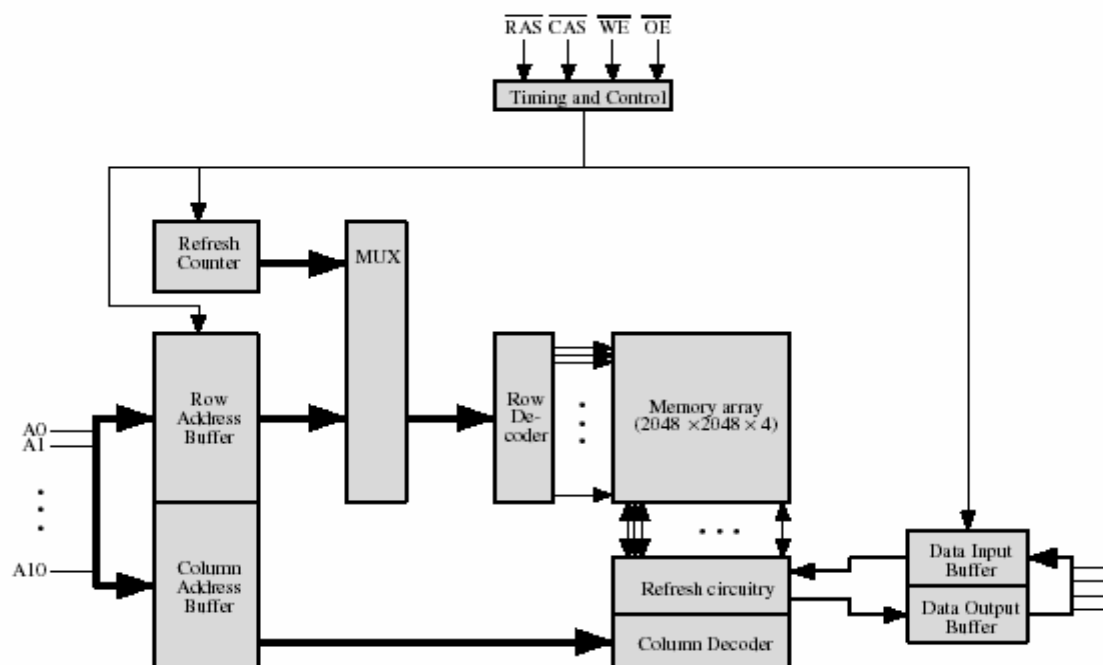 RAS CAS WE OE
Timing and Control
Refresh
Counter
MUX
Row
Address
Buffer
Row
De-
coder
Memory array
(2048 ×2048 × 4)
A0
A1
A10
Column
Address
Buffer
Refresh circuitry
Column Decoder
Data Input
Buffer
Data Output
Buffer